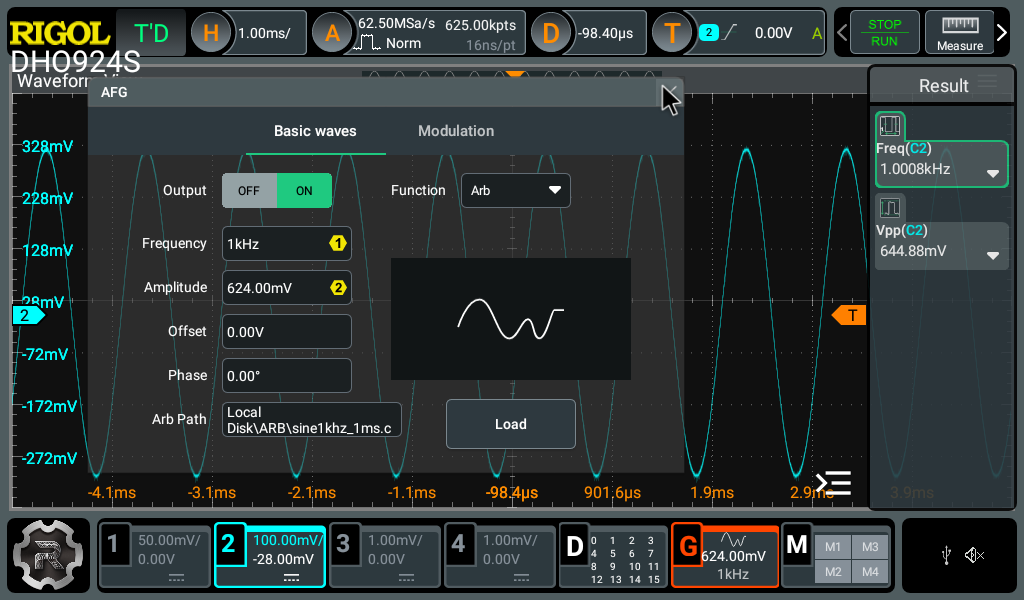 RIGOL
T'D
H
1.00ms/
A
62.50MSa/s
Norm
625.00kpts
16ns/pt
D
-98.40µs
T
2
0.00V
A
STOP
RUN
Measure
DHO924S
AFG
Result
Basic waves
Modulation
328mV
228mV
128mV
28mV
-72mV
-172mV
-272mV
Output
OFF
ON
Function
Arb
Frequency
1kHz
1
Amplitude
624.00mV
2
Offset
0.00V
Phase
0.00°
Arb Path
Local
Disk\ARB\sine1khz_1ms.c
Load
2
T
Freq(C2)
1.0008kHz
Vpp(C2)
644.88mV
-4.1ms
-3.1ms
-2.1ms
-1.1ms
-98.4µs
901.6µs
1.9ms
2.9ms
3.9ms
1
50.00mV/
0.00V
2
100.00mV/
-28.00mV
3
1.00V/
0.00V
4
1.00V/
0.00V
D
0 1 2 3
4 5 6 7
8 9 10 11
12 13 14 15
G
624.00mV
1kHz
M
M1 M3
M2 M4